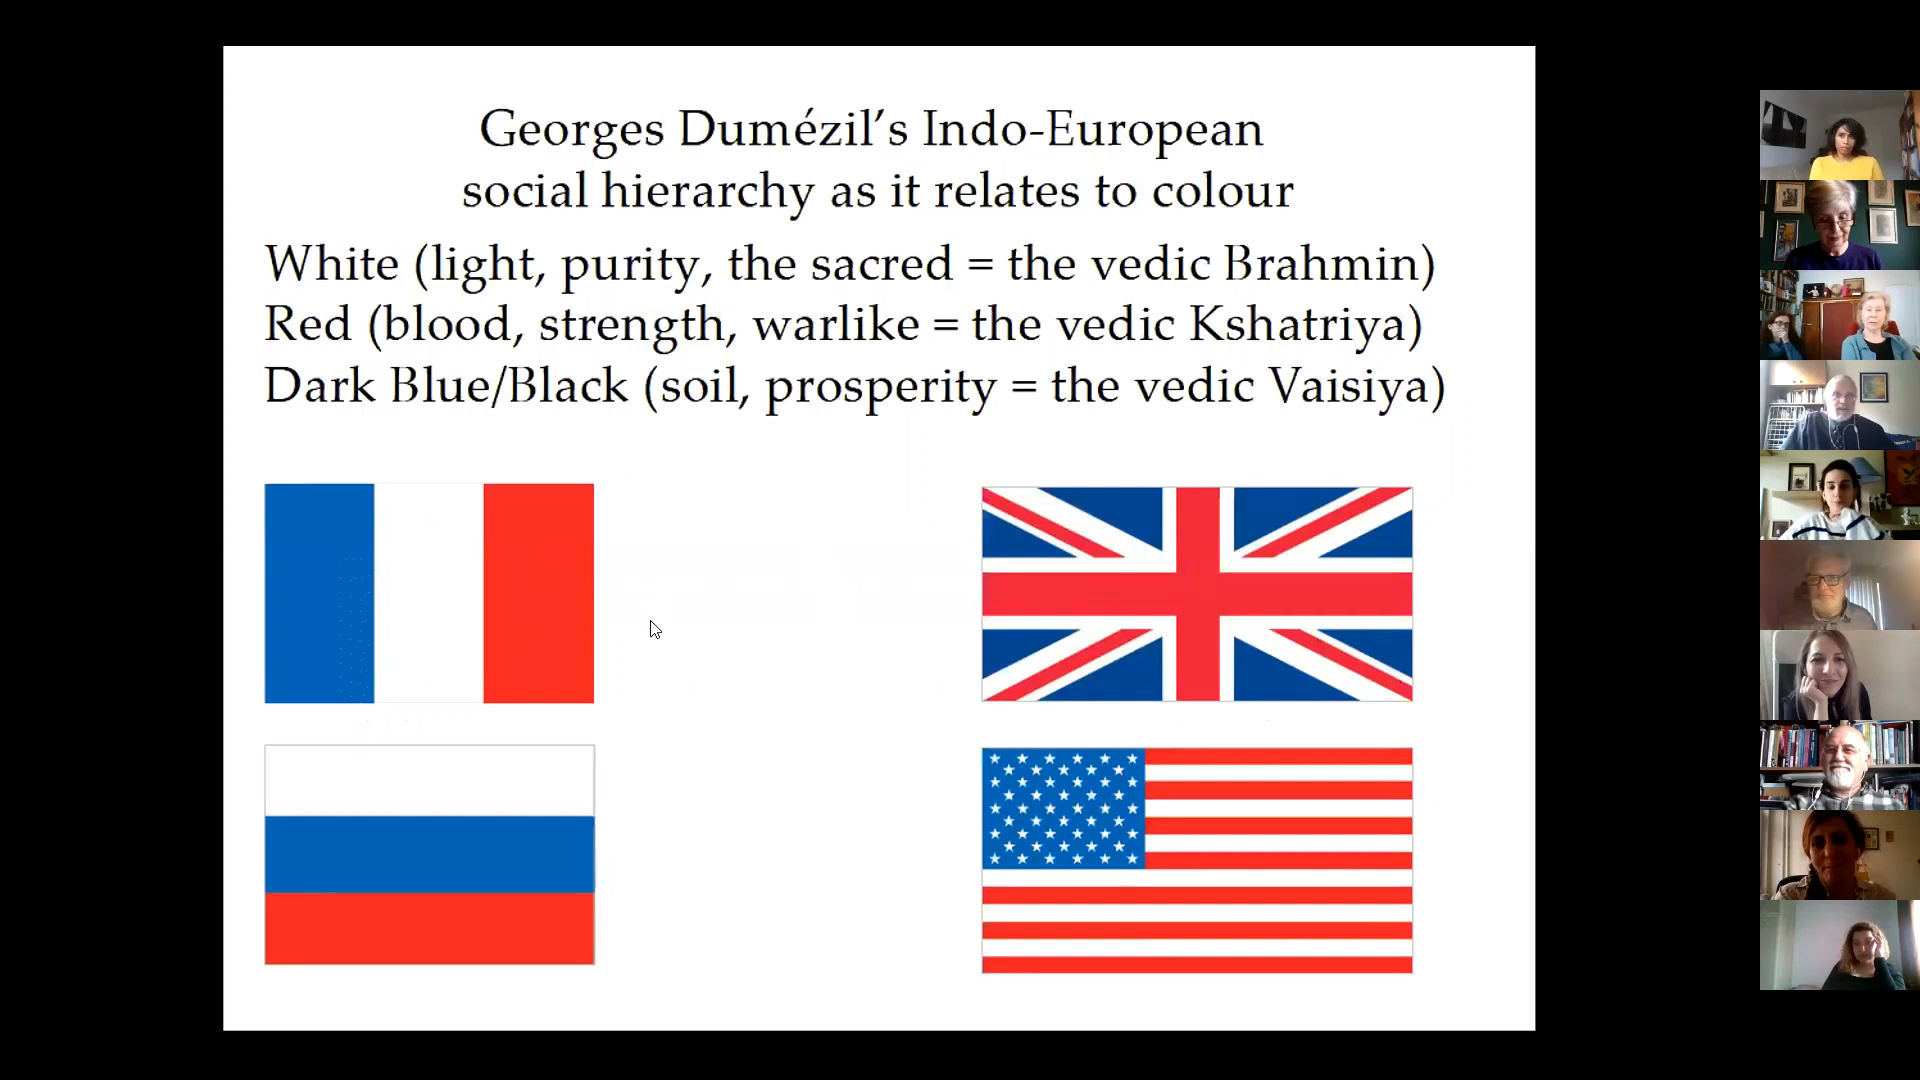 Georges Dumézil’s Indo-European
social hierarchy as it relates to colour
White (light, purity, the sacred = the vedic Brahmin)
Red (blood, strength, warlike = the vedic Kshatriya)
Dark Blue/Black (soil, prosperity = the vedic Vaisiya)